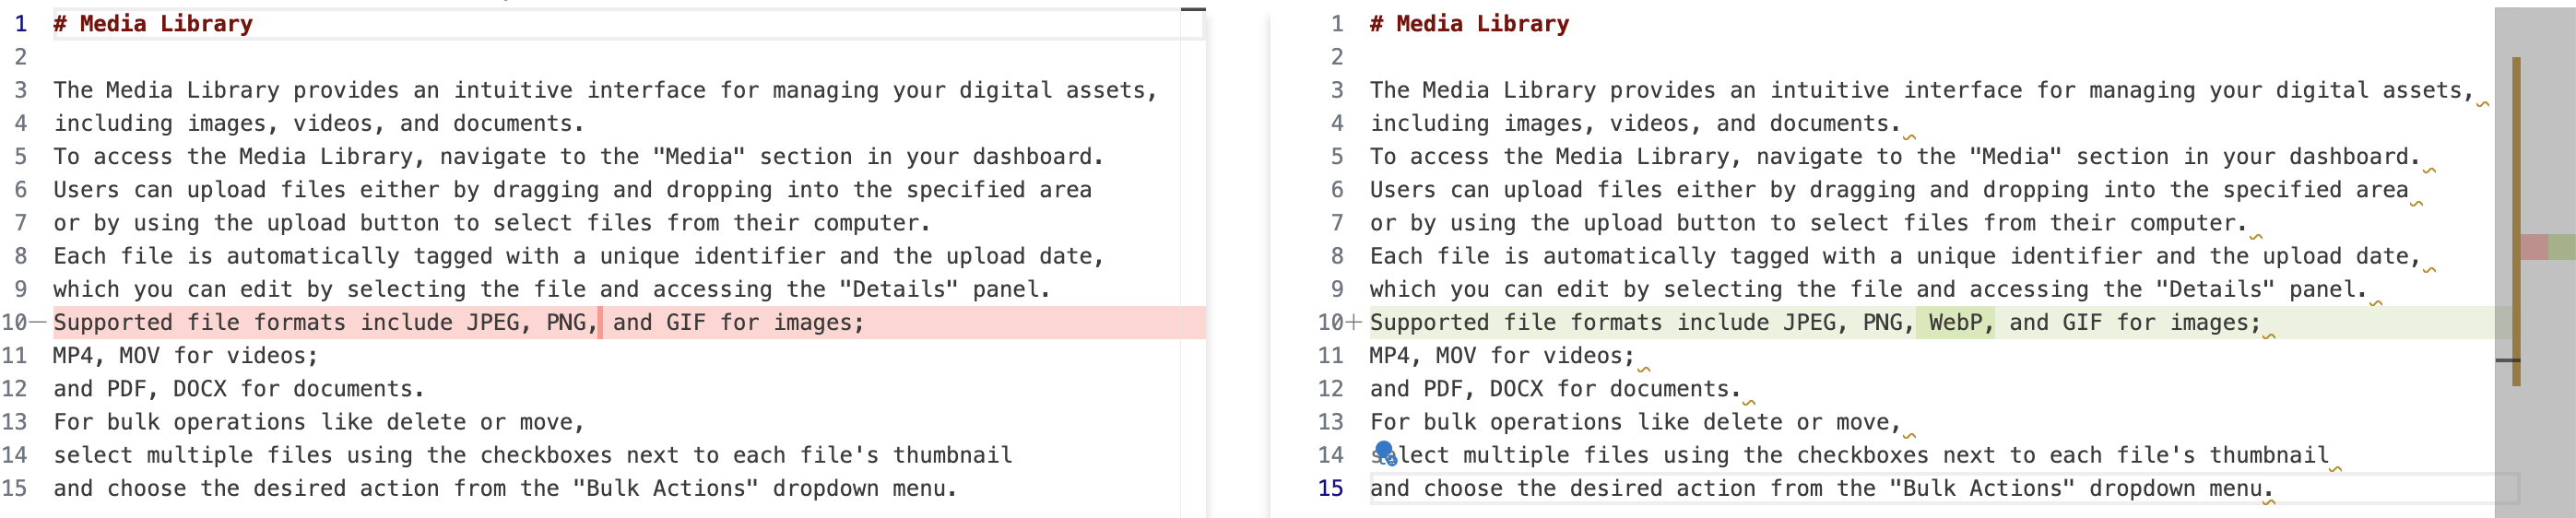 1 # Media Library
2
3 The Media Library provides an intuitive interface for managing your digital assets,
4 including images, videos, and documents.
5 To access the Media Library, navigate to the "Media" section in your dashboard.
6 Users can upload files either by dragging and dropping into the specified area
7 or by using the upload button to select files from their computer.
8 Each file is automatically tagged with a unique identifier and the upload date,
9 which you can edit by selecting the file and accessing the "Details" panel.
10— Supported file formats include JPEG, PNG, and GIF for images;
11 MP4, MOV for videos;
12 and PDF, DOCX for documents.
13 For bulk operations like delete or move,
14 select multiple files using the checkboxes next to each file's thumbnail
15 and choose the desired action from the "Bulk Actions" dropdown menu.
1 # Media Library
2
3 The Media Library provides an intuitive interface for managing your digital assets,
4 including images, videos, and documents.
5 To access the Media Library, navigate to the "Media" section in your dashboard.
6 Users can upload files either by dragging and dropping into the specified area
7 or by using the upload button to select files from their computer.
8 Each file is automatically tagged with a unique identifier and the upload date,
9 which you can edit by selecting the file and accessing the "Details" panel.
10+ Supported file formats include JPEG, PNG, WebP, and GIF for images;
11 MP4, MOV for videos;
12 and PDF, DOCX for documents.
13 For bulk operations like delete or move,
14 select multiple files using the checkboxes next to each file's thumbnail
15 and choose the desired action from the "Bulk Actions" dropdown menu.